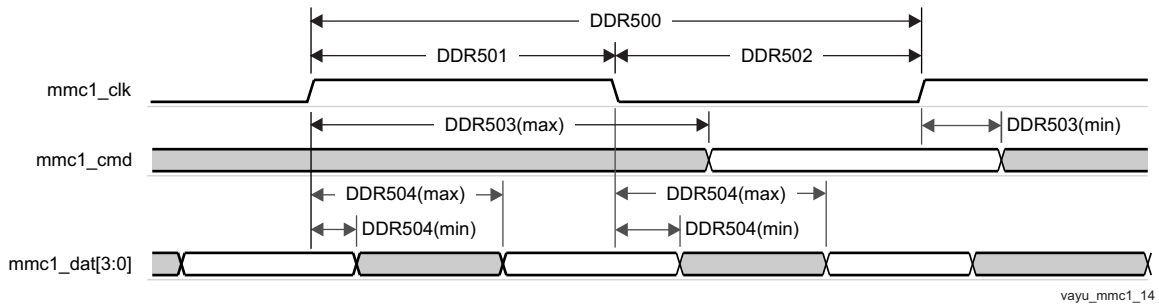 DDR500
DDR501 DDR502
mmc1_clk
DDR503(max) DDR503(min)
mmc1_cmd
DDR504(max) DDR504(max)
DDR504(min) DDR504(min)
mmc1_dat[3:0]
vayu_mmc1_14